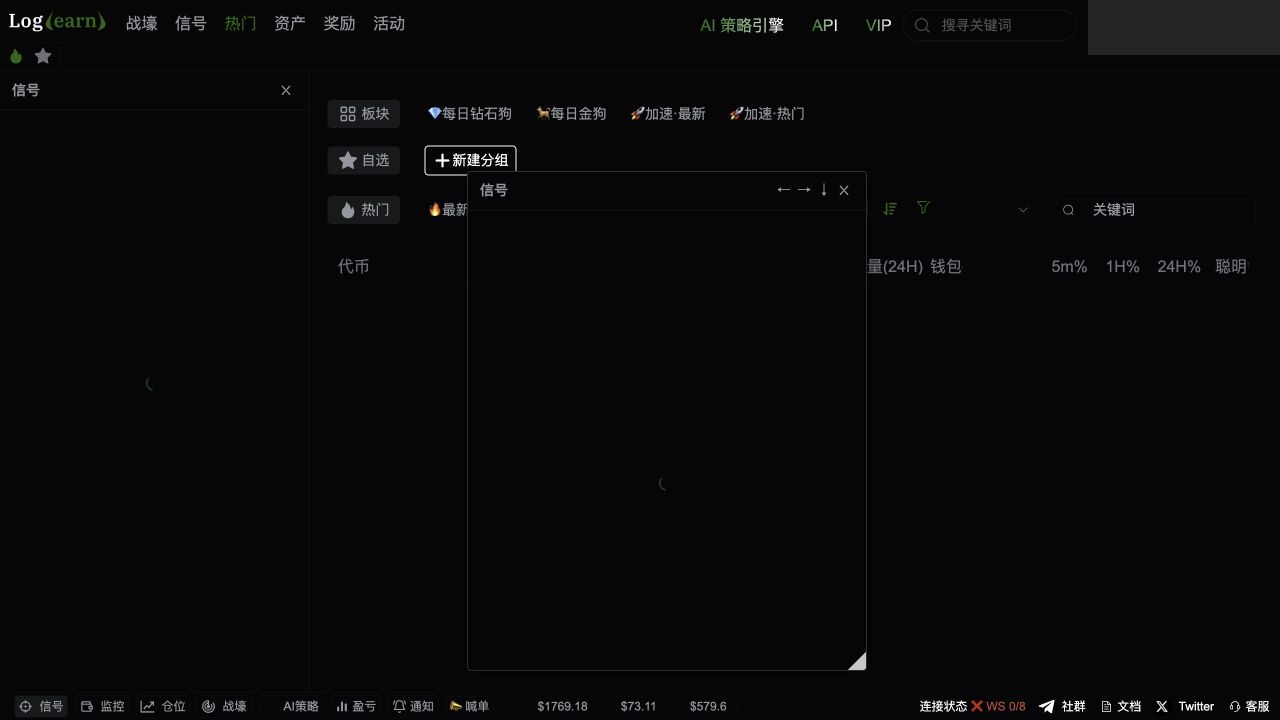 Log(earn) 战壕 信号 热门 资产 奖励 活动 AI 策略引擎 API VIP 搜寻关键词
信号
板块 💎每日钻石狗 🐕每日金狗 🚀加速·最新 🚀加速·热门
自选 +新建分组
信号
热门 🔥最新 关键词
代币 量(24H) 钱包 5m% 1H% 24H% 聪明
信号 监控 仓位 战壕 AI策略 盈亏 通知 喊单 $1769.18 $73.11 $579.6 连接状态 ❌ WS 0/8 社群 文档 Twitter 客服